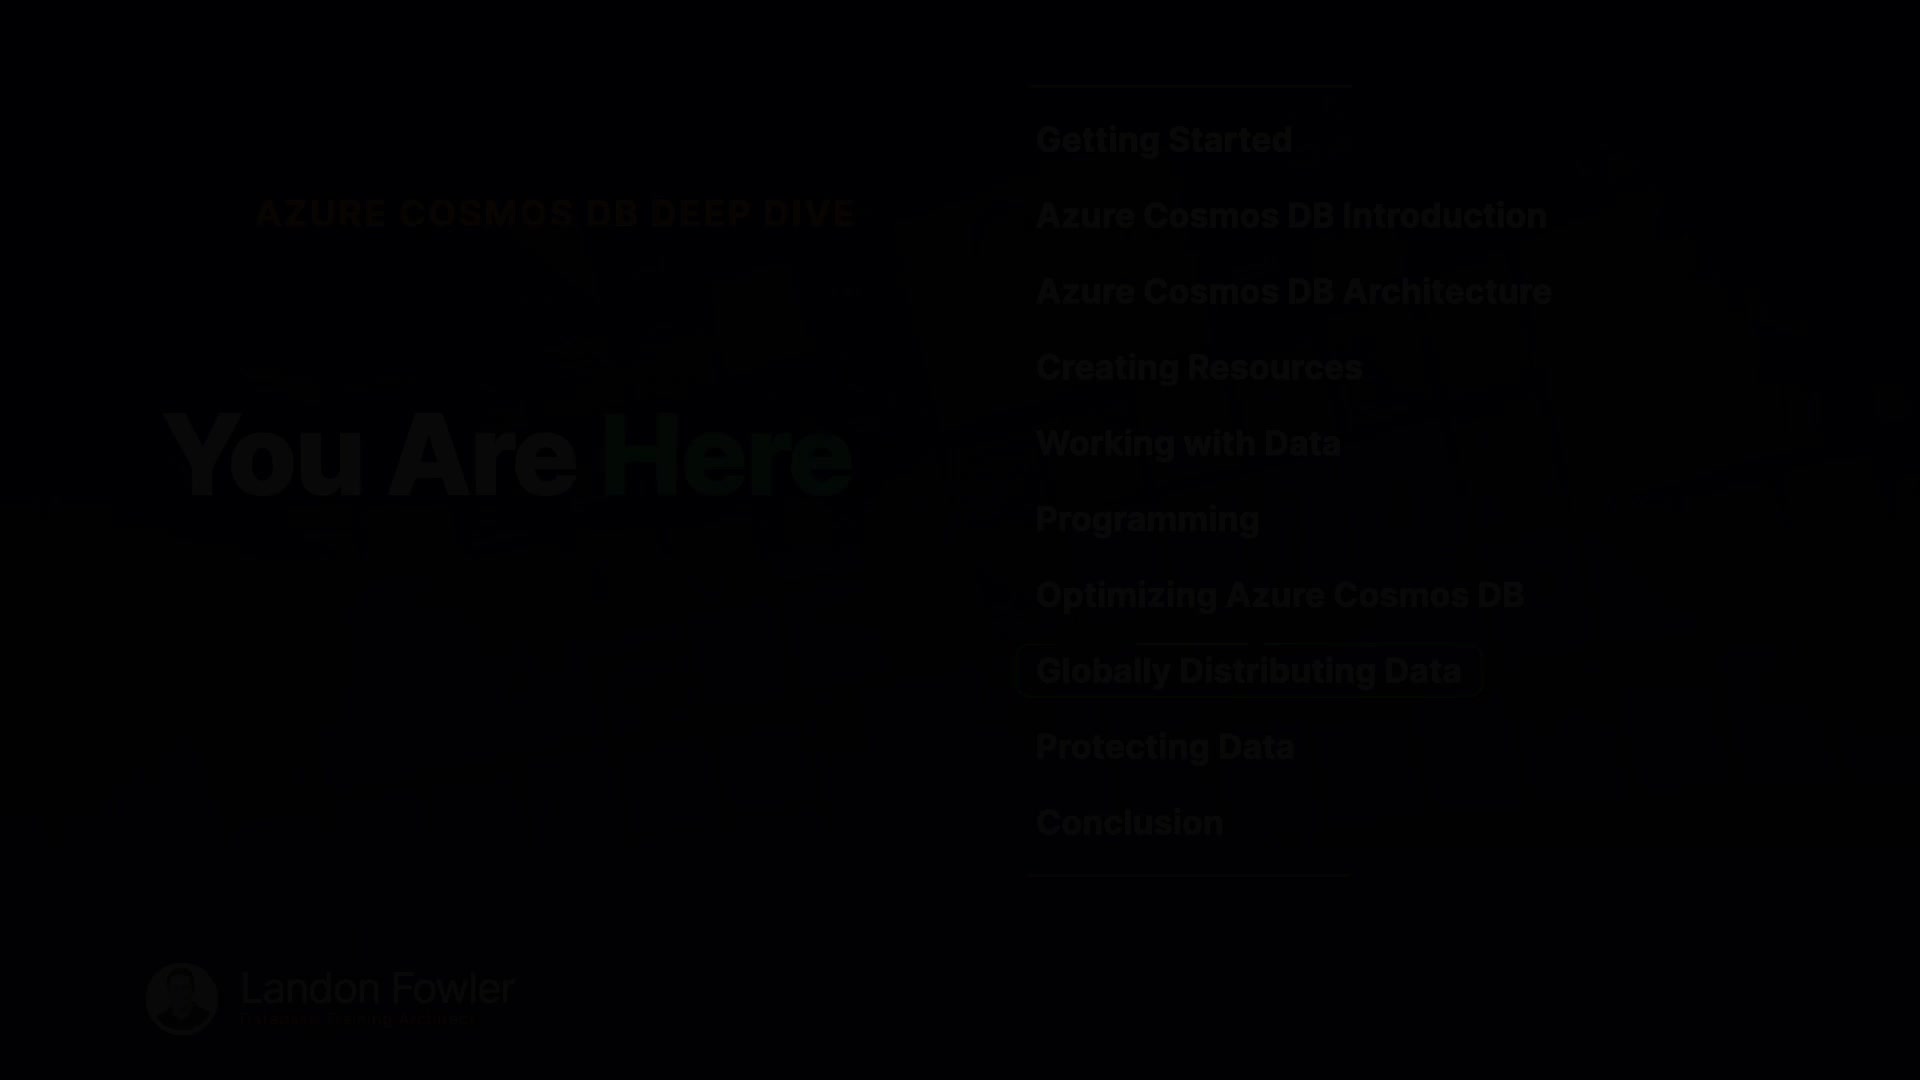 AZURE COSMOS DB DEEP DIVE
You Are Here
Getting Started
Azure Cosmos DB Introduction
Azure Cosmos DB Architecture
Creating Resources
Working with Data
Programming
Optimizing Azure Cosmos DB
Globally Distributing Data
Protecting Data
Conclusion
Landon Fowler
Training Architect